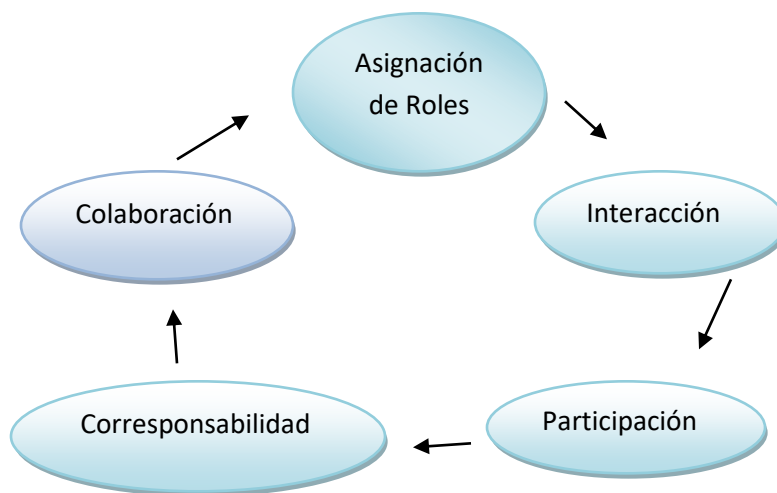 Asignación
de Roles
Interacción
Participación
Corresponsabilidad
Colaboración